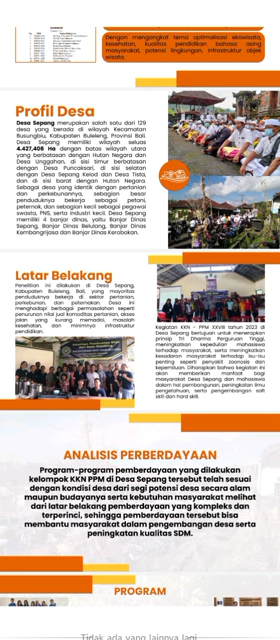 Dengan mengangkat tema optimalisasi ekowisata,
kesehatan, kualitas pendidikan bahasa asing
masyarakat, potensi lingkungan, infrastruktur objek
wisata.
Profil Desa
Desa Sepang merupakan salah satu dari 129
desa yang berada di wilayah Kecamatan
Busungbiu, Kabupaten Buleleng, Provinsi Bali.
Desa Sepang memiliki wilayah seluas
4.427,408 Ha dengan batas wilayah utara
yang berbatasan dengan Hutan Negara dan
Desa Unggahan, di sisi timur berbatasan
dengan Desa Puncaksari, di sisi selatan
dengan Desa Sepang Kelod dan Desa Tista,
dan di sisi barat dengan Hutan Negara.
Sebagai desa yang identik dengan pertanian
dan perkebunannya, sebagian besar
penduduknya bekerja sebagai petani,
peternak, dan sebagian kecil sebagai pegawai
swasta, PNS, serta industri kecil. Desa Sepang
memiliki 4 banjar dinas, yaitu Banjar Dinas
Sepang, Banjar Dinas Belulang, Banjar Dinas
Kembangrijasa dan Banjar Dinas Kerobokan.
Latar Belakang
Penelitian ini dilakukan di Desa Sepang,
Kabupaten Buleleng, Bali, yang mayoritas
penduduknya bekerja di sektor pertanian,
perkebunan, dan peternakan. Desa ini
menghadapi berbagai permasalahan seperti
penurunan nilai jual komoditas pertanian, akses
jalan yang kurang memadai, masalah
kesehatan, dan minimnya infrastruktur
pendidikan.
Kegiatan KKN - PPM XXVIII tahun 2023 di
Desa Sepang bertujuan untuk menerapkan
prinsip Tri Dharma Perguruan Tinggi,
meningkatkan kepedulian mahasiswa
terhadap masyarakat, serta meningkatkan
kesadaran masyarakat terhadap isu-isu
penting seperti penyakit zoonosis dan
kepemiluan. Diharapkan bahwa kegiatan ini
akan memberikan manfaat bagi
masyarakat Desa Sepang dan mahasiswa
dalam hal pembangunan, peningkatan ilmu
pengetahuan, serta pengembangan soft
skill dan hard skill.
ANALISIS PERBERDAYAAN
Program-program pemberdayaan yang dilakukan
kelompok KKN PPM di Desa Sepang tersebut telah sesuai
dengan kondisi desa dari segi potensi desa secara alam
maupun budayanya serta kebutuhan masyarakat melihat
dari latar belakang pemberdayaan yang kompleks dan
terperinci, sehingga pemberdayaan tersebut bisa
membantu masyarakat dalam pengembangan desa serta
peningkatan kualitas SDM.
PROGRAM
Tidak ada yang lainnya lagi